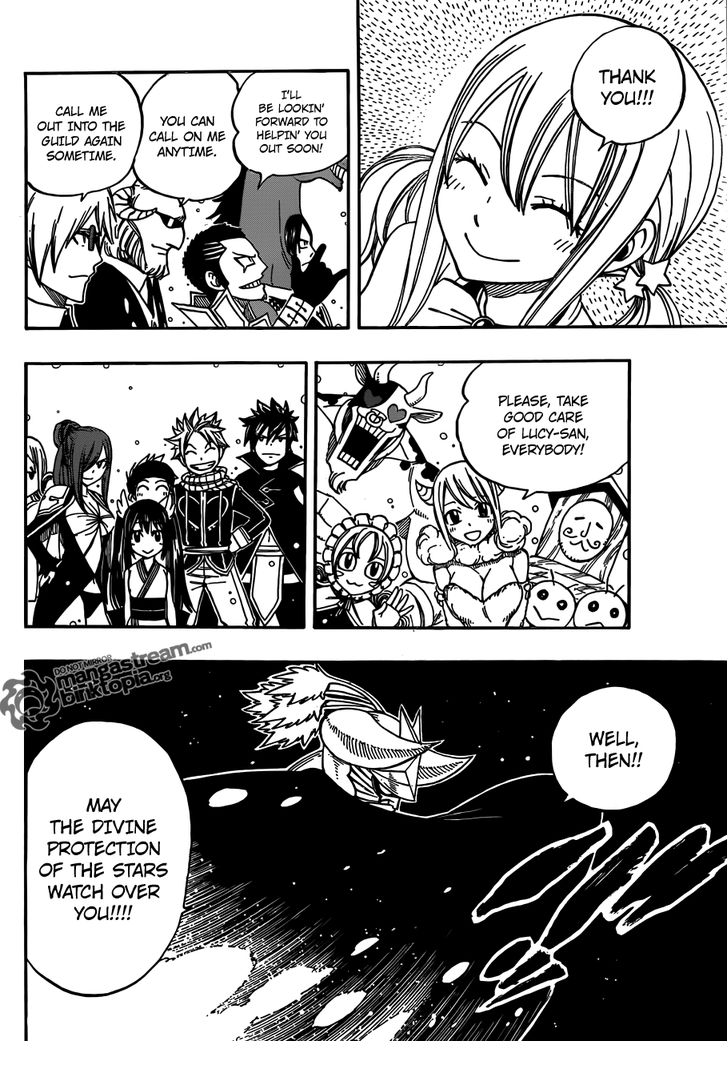 THANK
YOU!!!
I'LL
BE LOOKIN'
FORWARD TO
HELPIN' YOU
OUT SOON!
YOU CAN
CALL ON ME
ANYTIME.
CALL ME
OUT INTO THE
GUILD AGAIN
SOMETIME.
PLEASE, TAKE
GOOD CARE
OF LUCY-SAN,
EVERYBODY!
DO NOT MIRROR
mangastream.com
binktopia.org
WELL,
THEN!!
MAY
THE DIVINE
PROTECTION
OF THE STARS
WATCH OVER
YOU!!!!